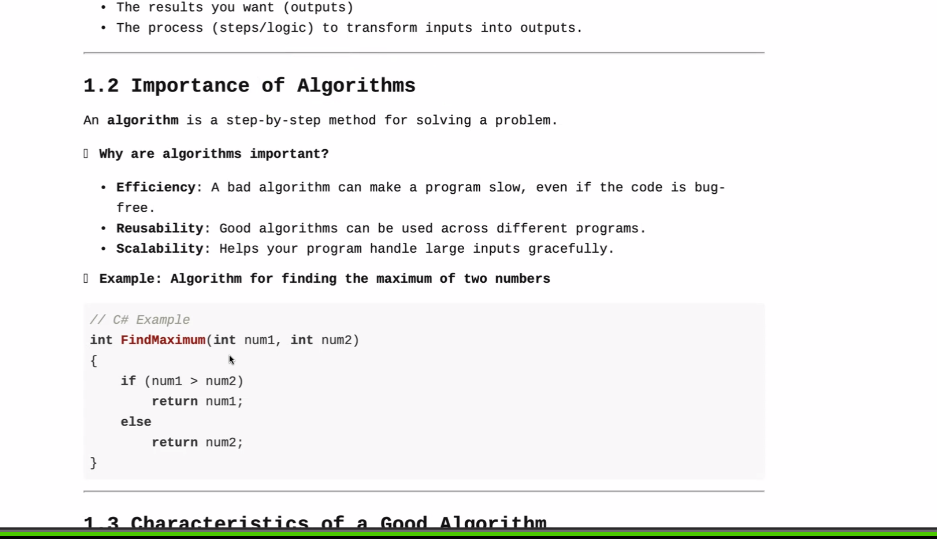 • The results you want (outputs)
• The process (steps/logic) to transform inputs into outputs.
1.2 Importance of Algorithms
An algorithm is a step-by-step method for solving a problem.
▯ Why are algorithms important?
• Efficiency: A bad algorithm can make a program slow, even if the code is bug-
free.
• Reusability: Good algorithms can be used across different programs.
• Scalability: Helps your program handle large inputs gracefully.
▯ Example: Algorithm for finding the maximum of two numbers
// C# Example
int FindMaximum(int num1, int num2)
{
    if (num1 > num2)
        return num1;
    else
        return num2;
}
1.3 Characteristics of a Good Algorithm